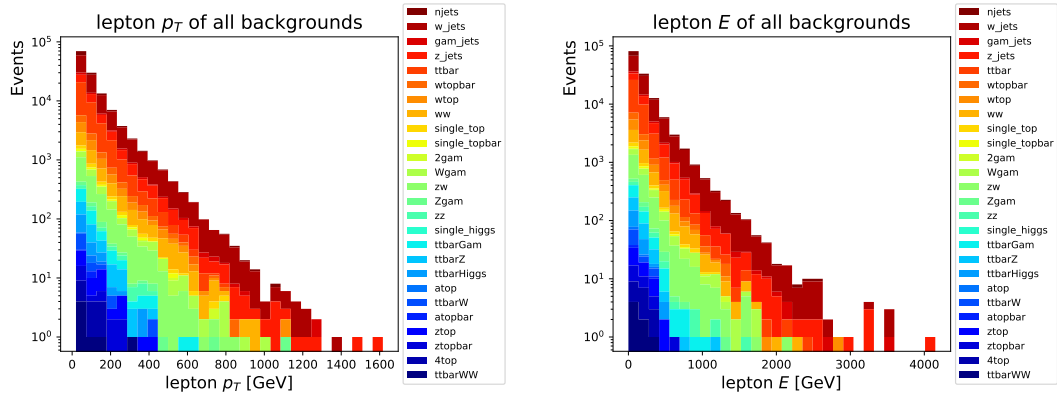 lepton p_T of all backgrounds
Events
10^5
10^4
10^3
10^2
10^1
10^0
0 200 400 600 800 1000 1200 1400 1600
lepton p_T [GeV]
njets
w_jets
gam_jets
z_jets
ttbar
wtopbar
wtop
ww
single_top
single_topbar
2gam
Wgam
zw
Zgam
zz
single_higgs
ttbarGam
ttbarZ
ttbarHiggs
atop
ttbarW
atopbar
ztop
ztopbar
4top
ttbarWW
lepton E of all backgrounds
Events
10^5
10^4
10^3
10^2
10^1
10^0
0 1000 2000 3000 4000
lepton E [GeV]
njets
w_jets
gam_jets
z_jets
ttbar
wtopbar
wtop
ww
single_top
single_topbar
2gam
Wgam
zw
Zgam
zz
single_higgs
ttbarGam
ttbarZ
ttbarHiggs
atop
ttbarW
atopbar
ztop
ztopbar
4top
ttbarWW